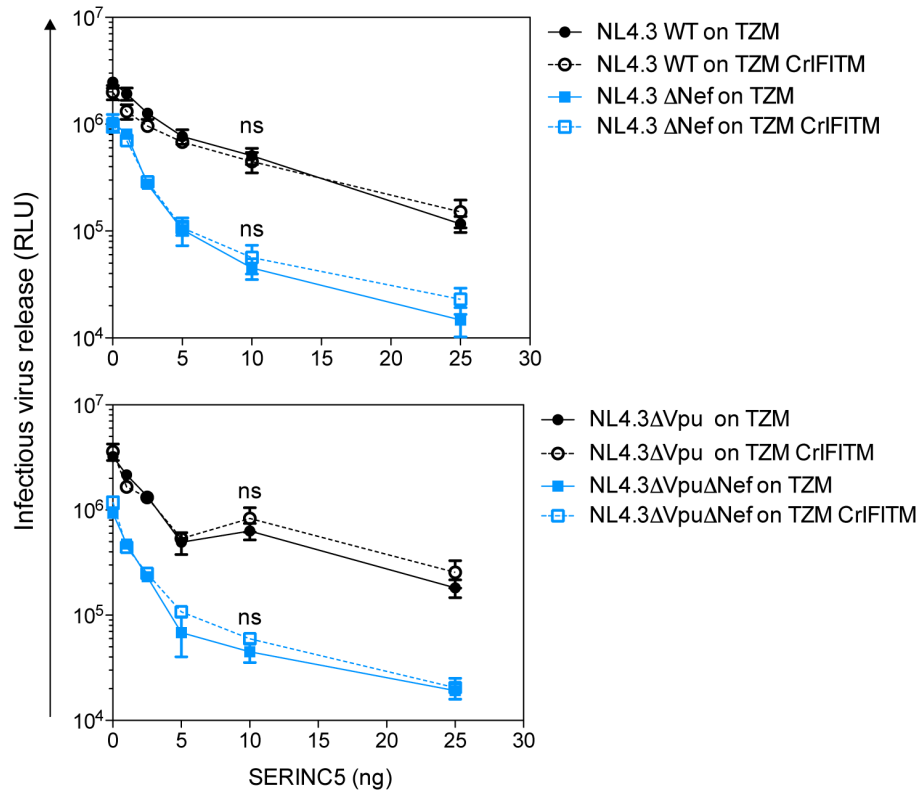 Infectious virus release (RLU)
10⁷
10⁶
10⁵
10⁴
ns
ns
0 5 10 15 20 25 30
NL4.3 WT on TZM
NL4.3 WT on TZM CrIFITM
NL4.3 ΔNef on TZM
NL4.3 ΔNef on TZM CrIFITM
10⁷
10⁶
10⁵
10⁴
ns
ns
0 5 10 15 20 25 30
SERINC5 (ng)
NL4.3ΔVpu on TZM
NL4.3ΔVpu on TZM CrIFITM
NL4.3ΔVpuΔNef on TZM
NL4.3ΔVpuΔNef on TZM CrIFITM